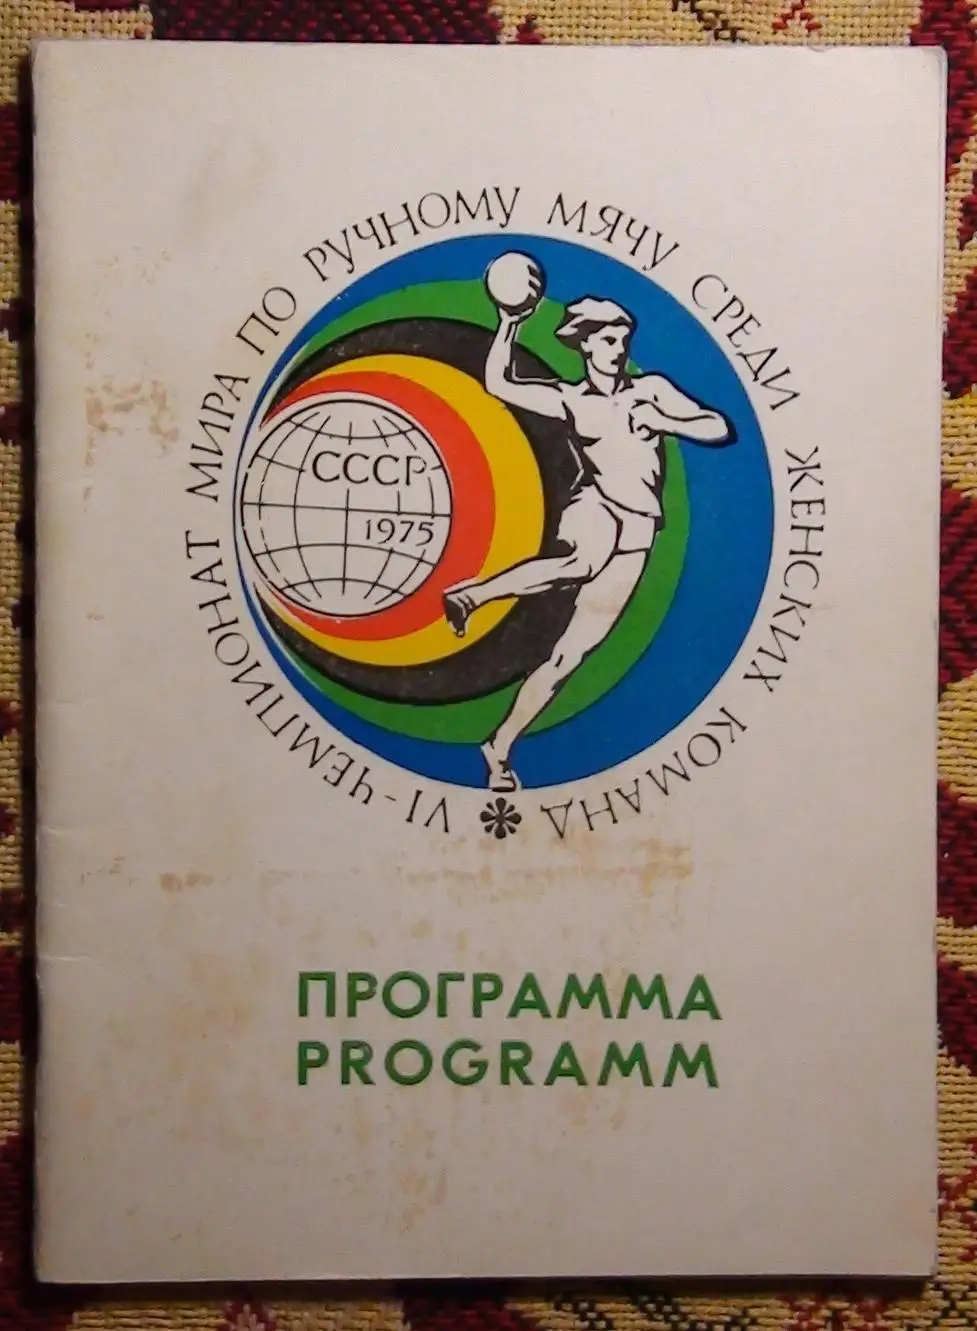 VI-ЧЕМПИОНАТ МИРА ПО РУЧНОМУ МЯЧУ СРЕДИ ЖЕНСКИХ КОМАНД
СССР
1975
ПРОГРАММА
PROGRAMM